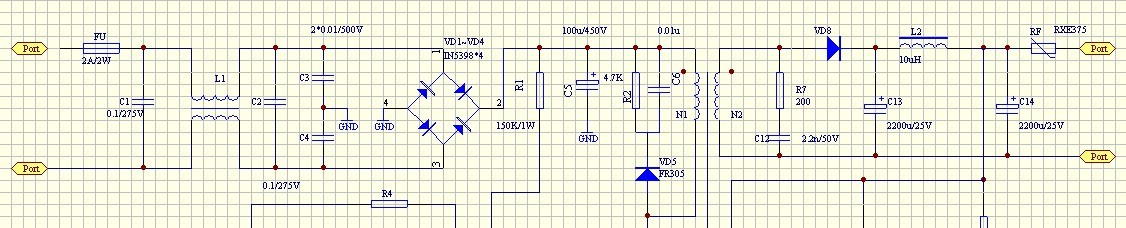 Port
FU
2A/2W
C1
0.1/275V
L1
C2
0.1/275V
2*0.01/500V
C3
C4
GND
VD1~VD4
IN5398*4
1
2
3
4
GND
R4
R1
150K/1W
100u/450V
C5
4.7K
GND
0.01u
R2
C6
VD5
FR305
N1
N2
VD8
R7
200
C12
2.2n/50V
C13
2200u/25V
L2
10uH
C14
2200u/25V
RF
RXE375
Port
Port
Port